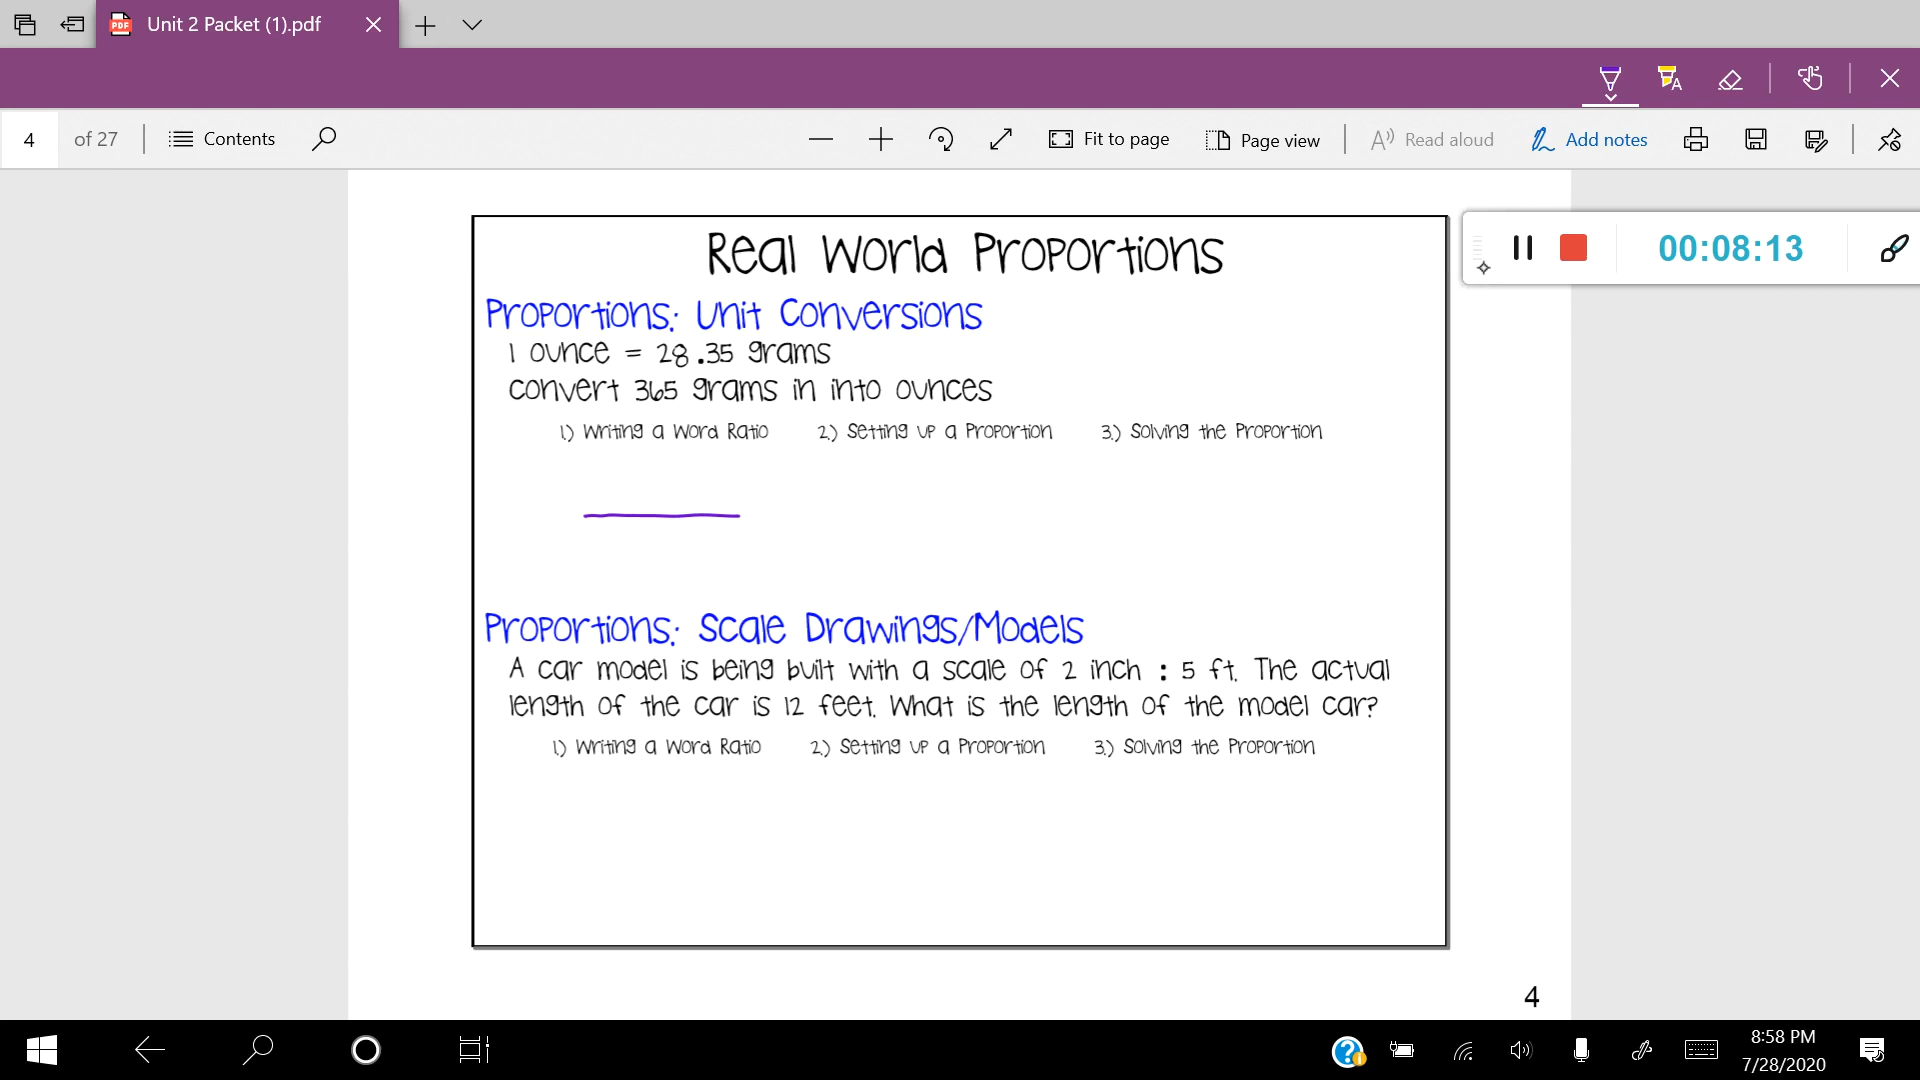 Unit 2 Packet (1).pdf
4 of 27 Contents Fit to page Page view Read aloud Add notes
00:08:13
Real World Proportions
Proportions: Unit Conversions
1 ounce = 28.35 grams
convert 365 grams in into ounces
1.) Writing a Word Ratio 2.) Setting up a Proportion 3.) Solving the Proportion
Proportions: Scale Drawings/Models
A car model is being built with a scale of 2 inch : 5 ft. The actual
length of the car is 12 feet. What is the length of the model car?
1.) Writing a Word Ratio 2.) Setting up a Proportion 3.) Solving the Proportion
4
8:58 PM
7/28/2020